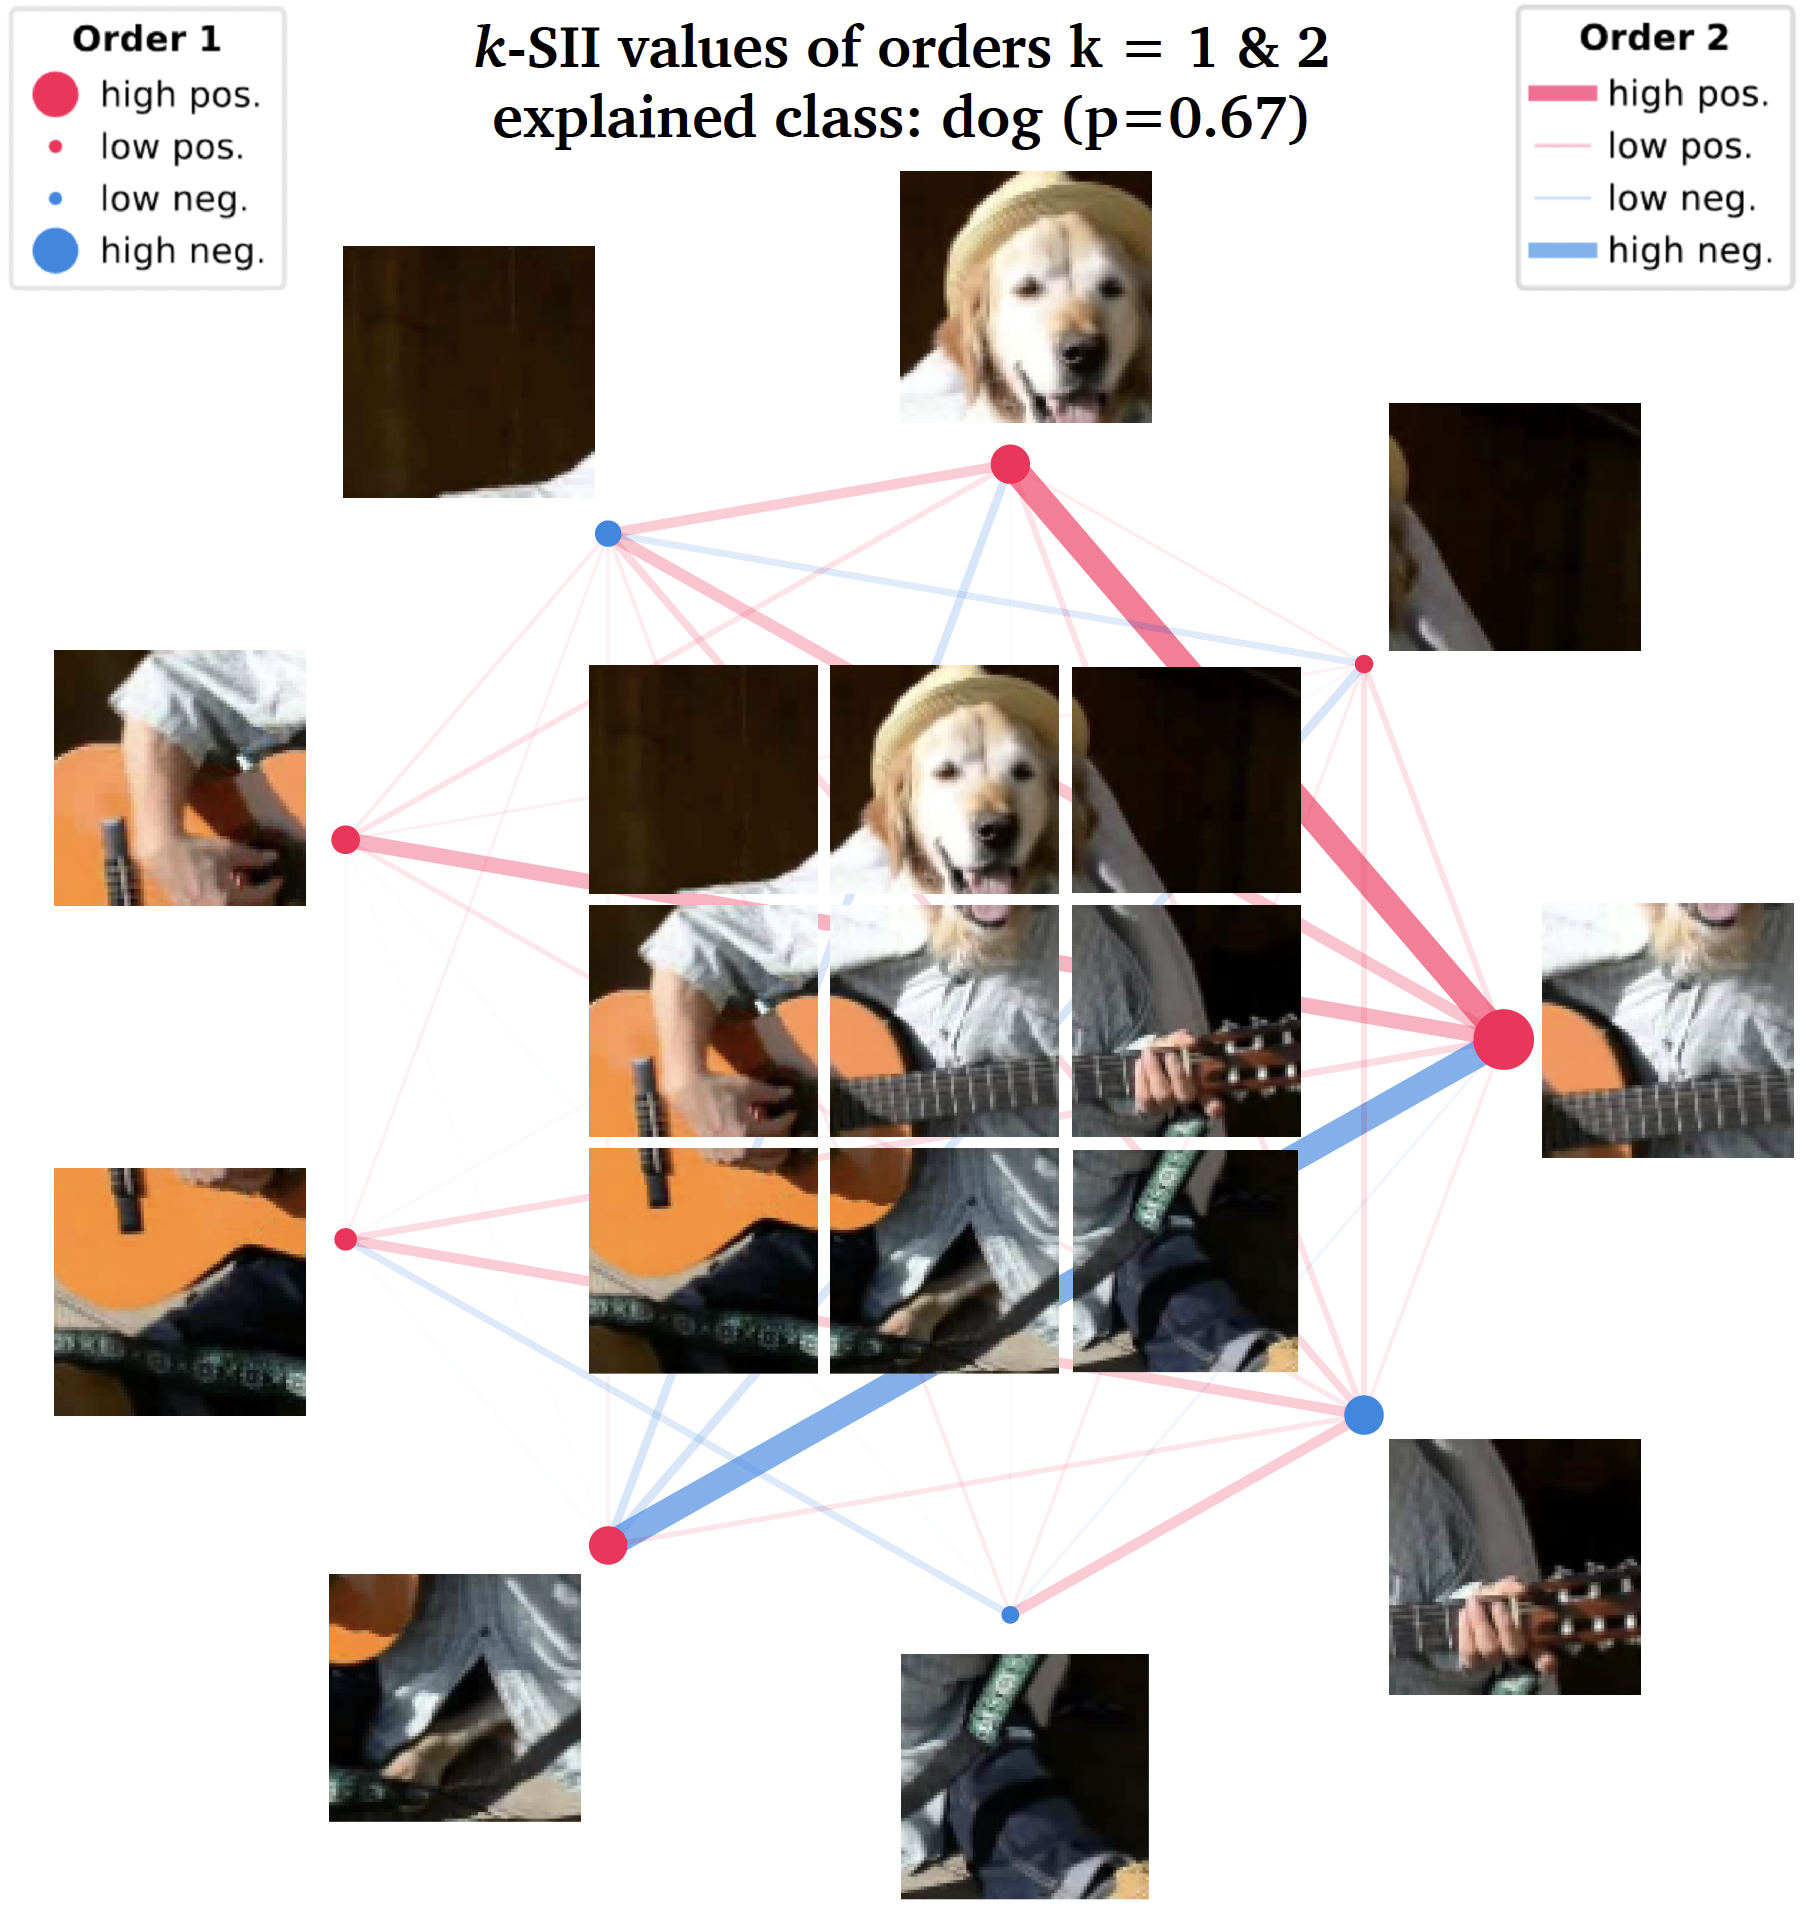 k-SII values of orders k = 1 & 2
explained class: dog (p=0.67)
Order 1
high pos.
low pos.
low neg.
high neg.
Order 2
high pos.
low pos.
low neg.
high neg.